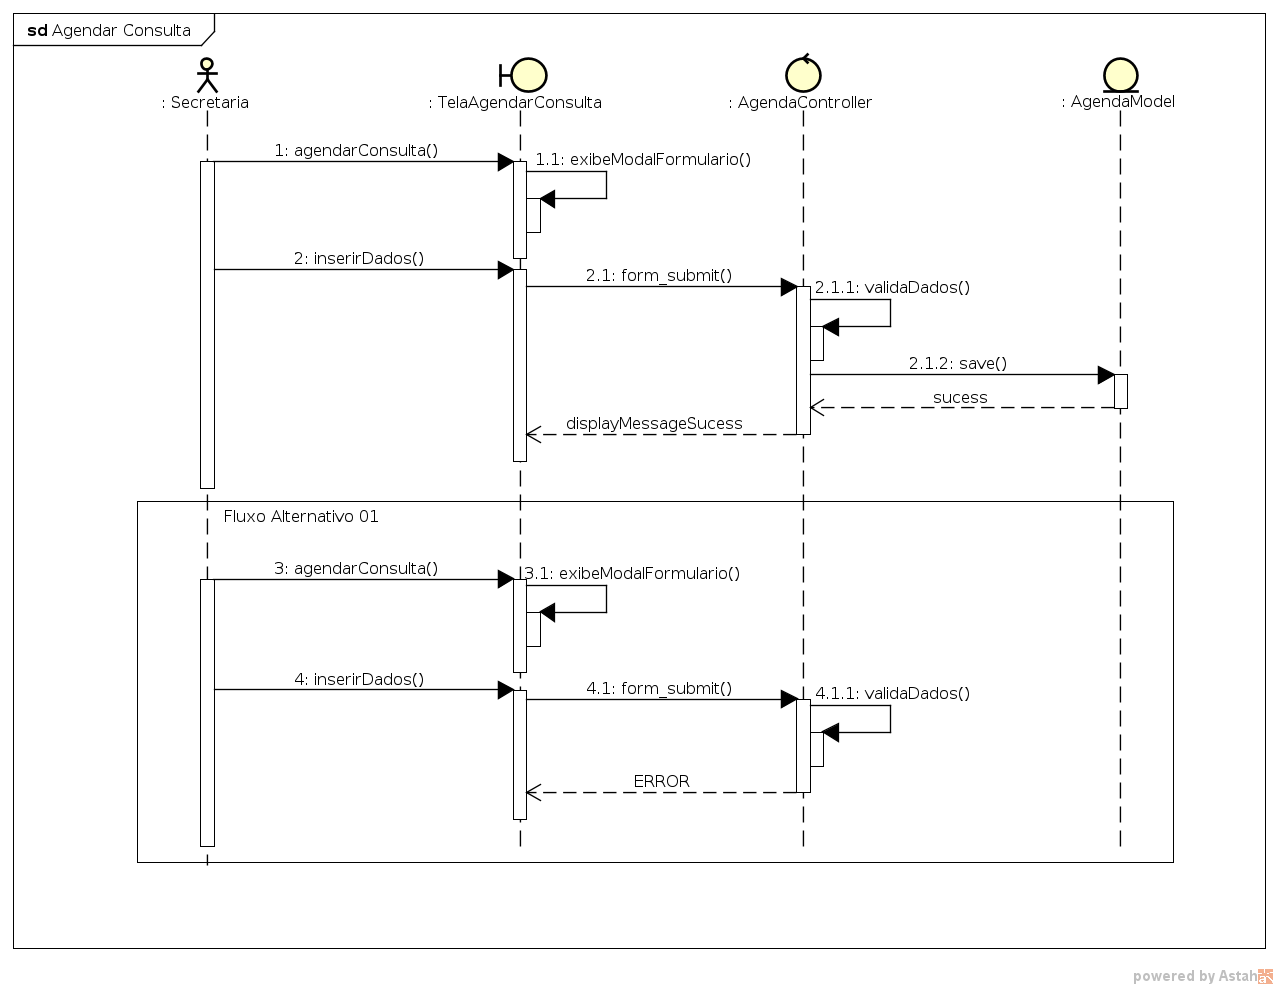 sd Agendar Consulta
: Secretaria
: TelaAgendarConsulta
: AgendaController
: AgendaModel
1: agendarConsulta()
1.1: exibeModalFormulario()
2: inserirDados()
2.1: form_submit()
2.1.1: validaDados()
2.1.2: save()
sucess
displayMessageSucess
Fluxo Alternativo 01
3: agendarConsulta()
3.1: exibeModalFormulario()
4: inserirDados()
4.1: form_submit()
4.1.1: validaDados()
ERROR
powered by Astah